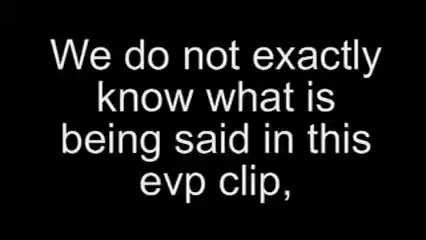 We do not exactly
know what is
being said in this
evp clip,